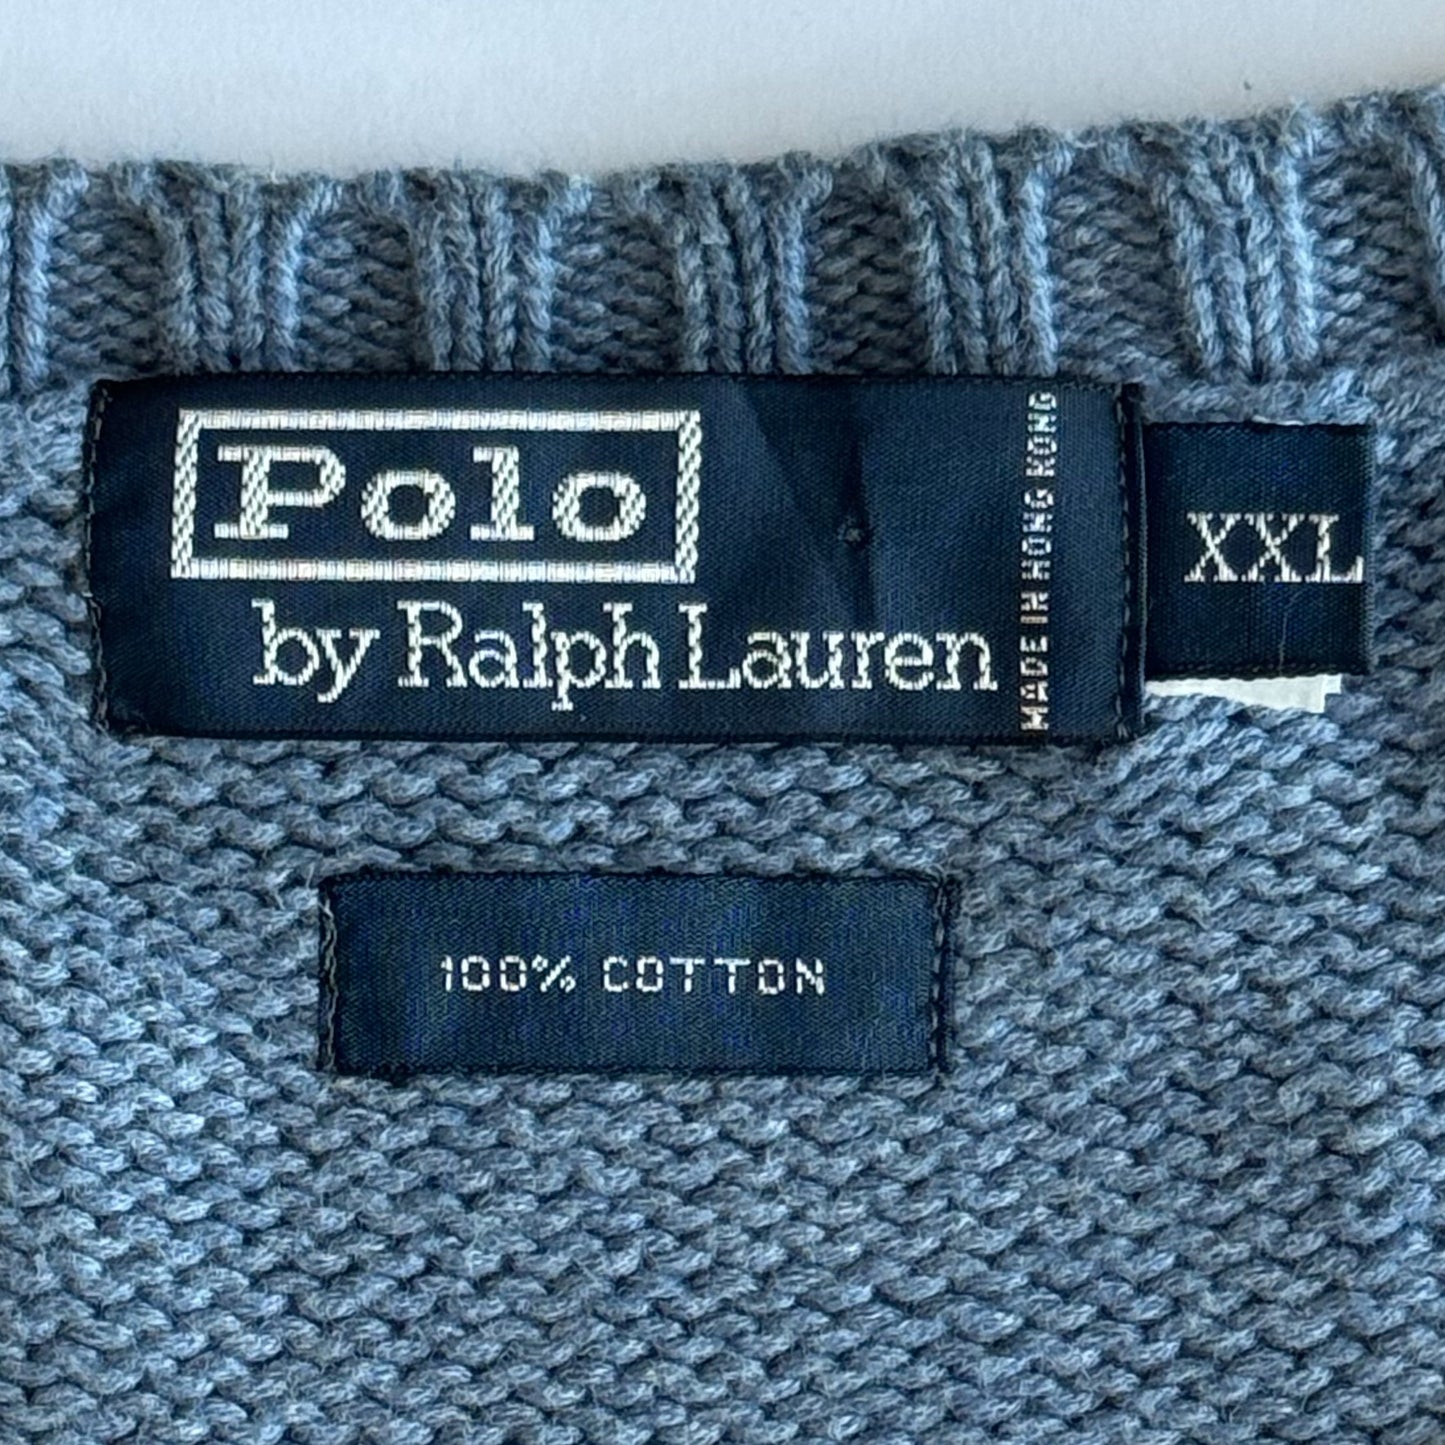 Polo
by Ralph Lauren
MADE IN HONG KONG
XXL
100% COTTON